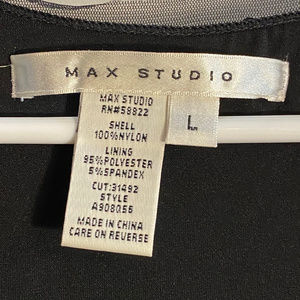 MAX STUDIO
L
MAX STUDIO
RN#58822
SHELL
100%NYLON
LINING
95%POLYESTER
5%SPANDEX
CUT:31492
STYLE
A908055
MADE IN CHINA
CARE ON REVERSE